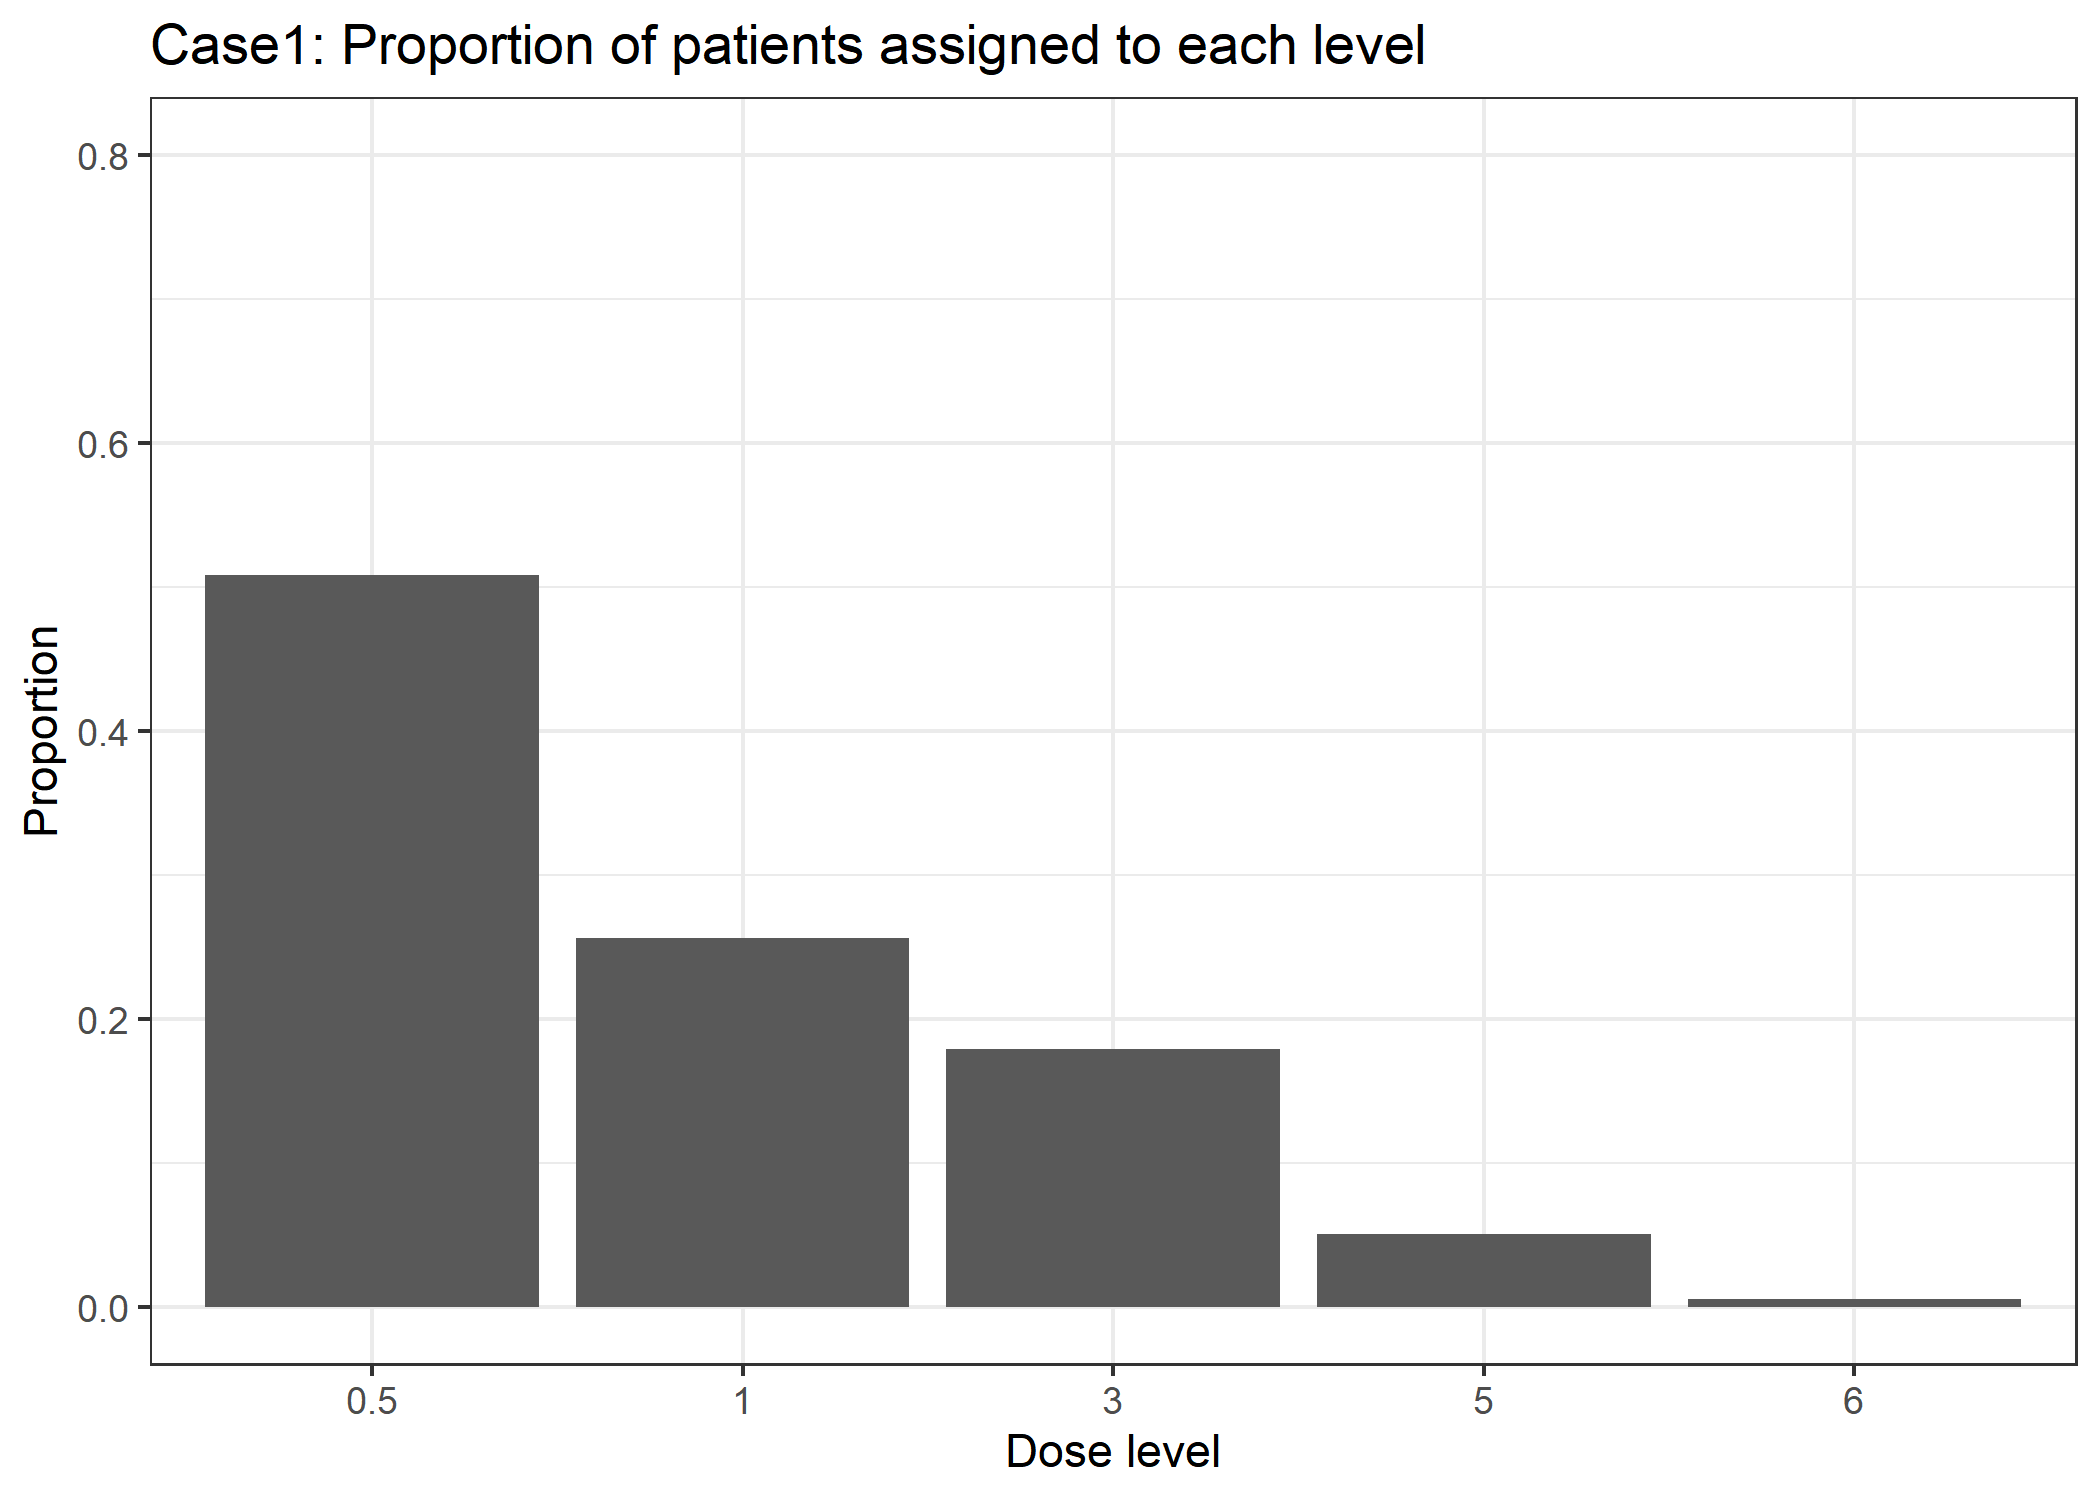 Case1: Proportion of patients assigned to each level
0.8
0.6
0.4
0.2
0.0
Proportion
0.5 1 3 5 6
Dose level